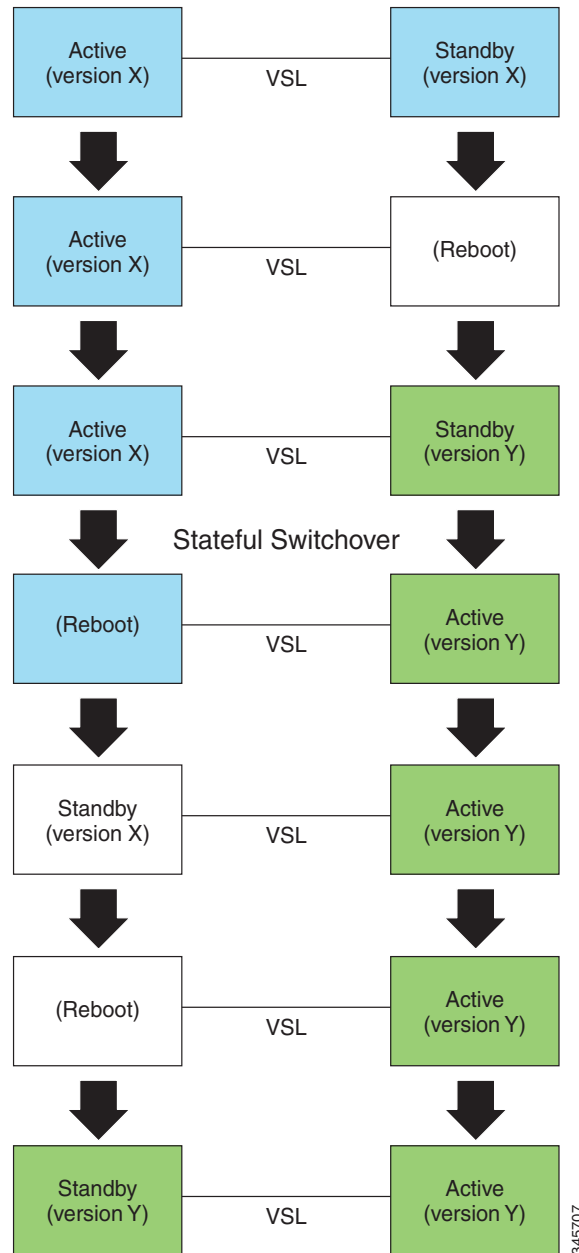 Active
(version X)
VSL
Standby
(version X)
Active
(version X)
VSL
(Reboot)
Active
(version X)
VSL
Standby
(version Y)
Stateful Switchover
(Reboot)
VSL
Active
(version Y)
Standby
(version X)
VSL
Active
(version Y)
(Reboot)
VSL
Active
(version Y)
Standby
(version Y)
VSL
Active
(version Y)
345707